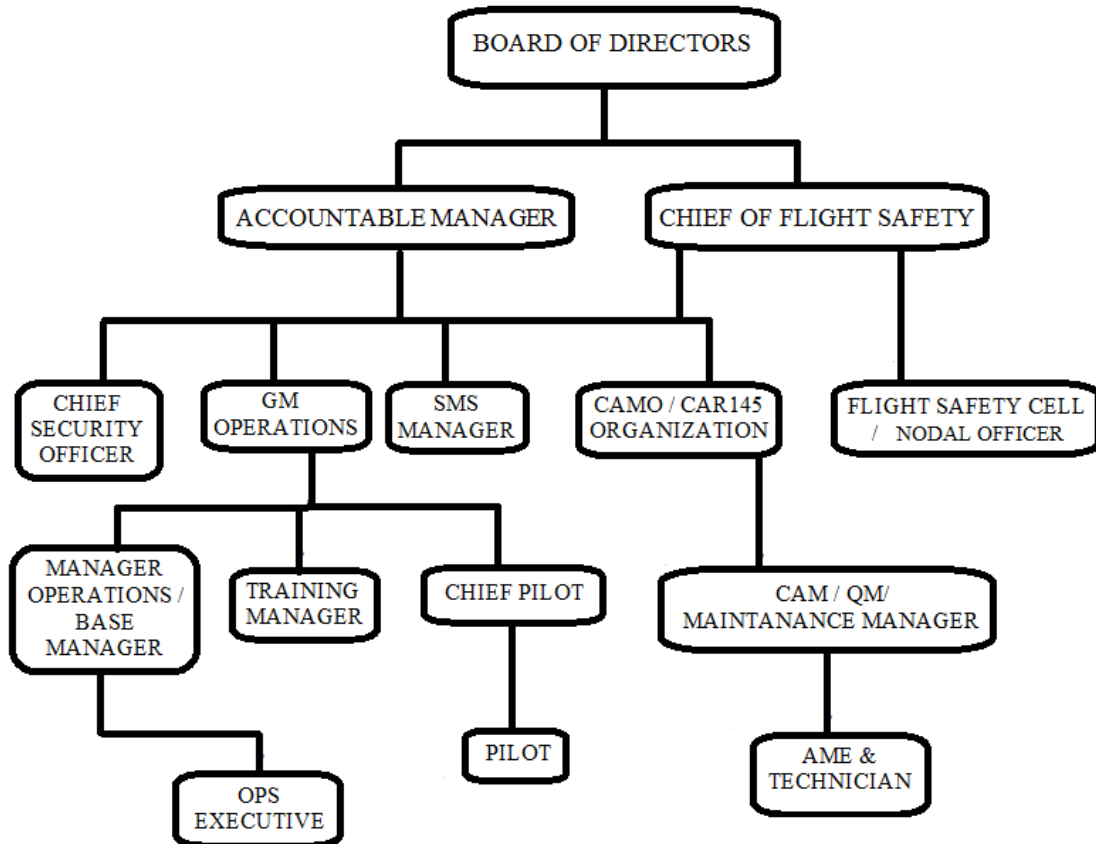 BOARD OF DIRECTORS
ACCOUNTABLE MANAGER
CHIEF OF FLIGHT SAFETY
CHIEF
SECURITY
OFFICER
GM
OPERATIONS
SMS
MANAGER
CAMO / CAR145
ORGANIZATION
FLIGHT SAFETY CELL
/ NODAL OFFICER
MANAGER
OPERATIONS /
BASE
MANAGER
TRAINING
MANAGER
CHIEF PILOT
CAM / QM/
MAINTANANCE MANAGER
OPS
EXECUTIVE
PILOT
AME &
TECHNICIAN